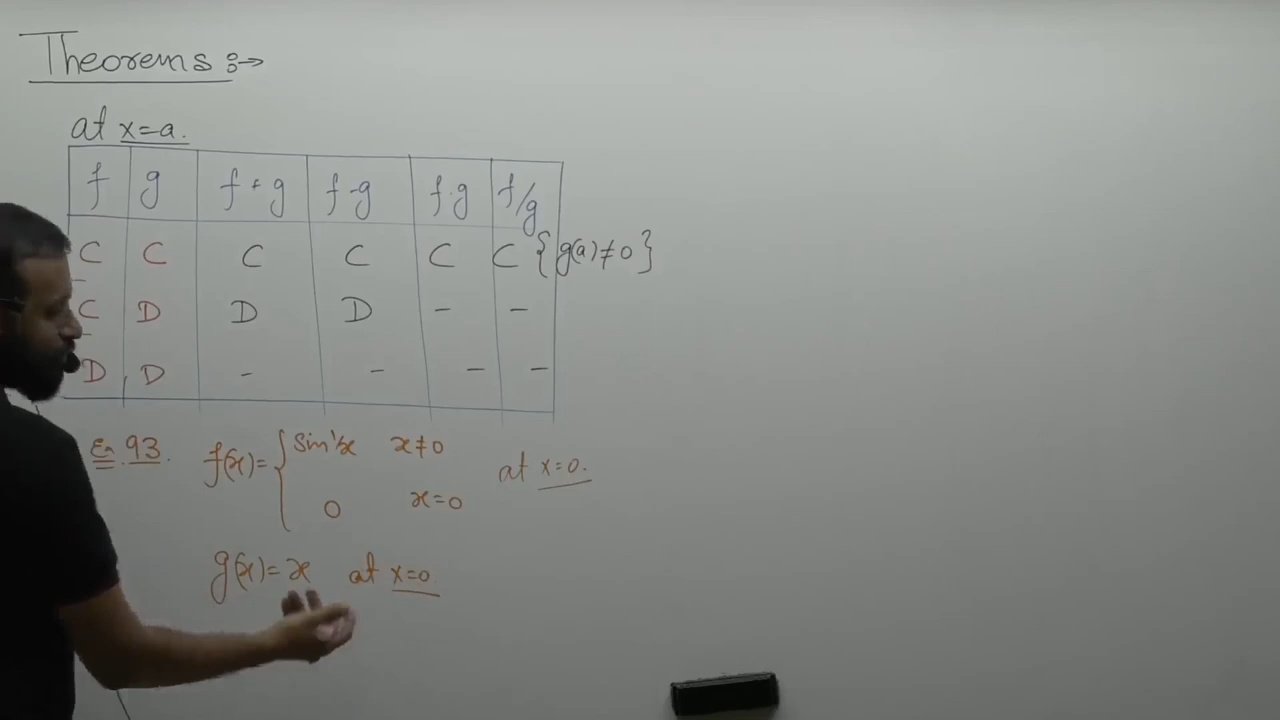 Theorems :→
at x=a.
f g f+g f-g f·g f/g
C C C C C C {g(a)≠0}
C D D D - -
D D - - - -
Ex 93. f(x)= { sin 1/x x≠0 at x=0.
0 x=0
g(x)=x at x=0